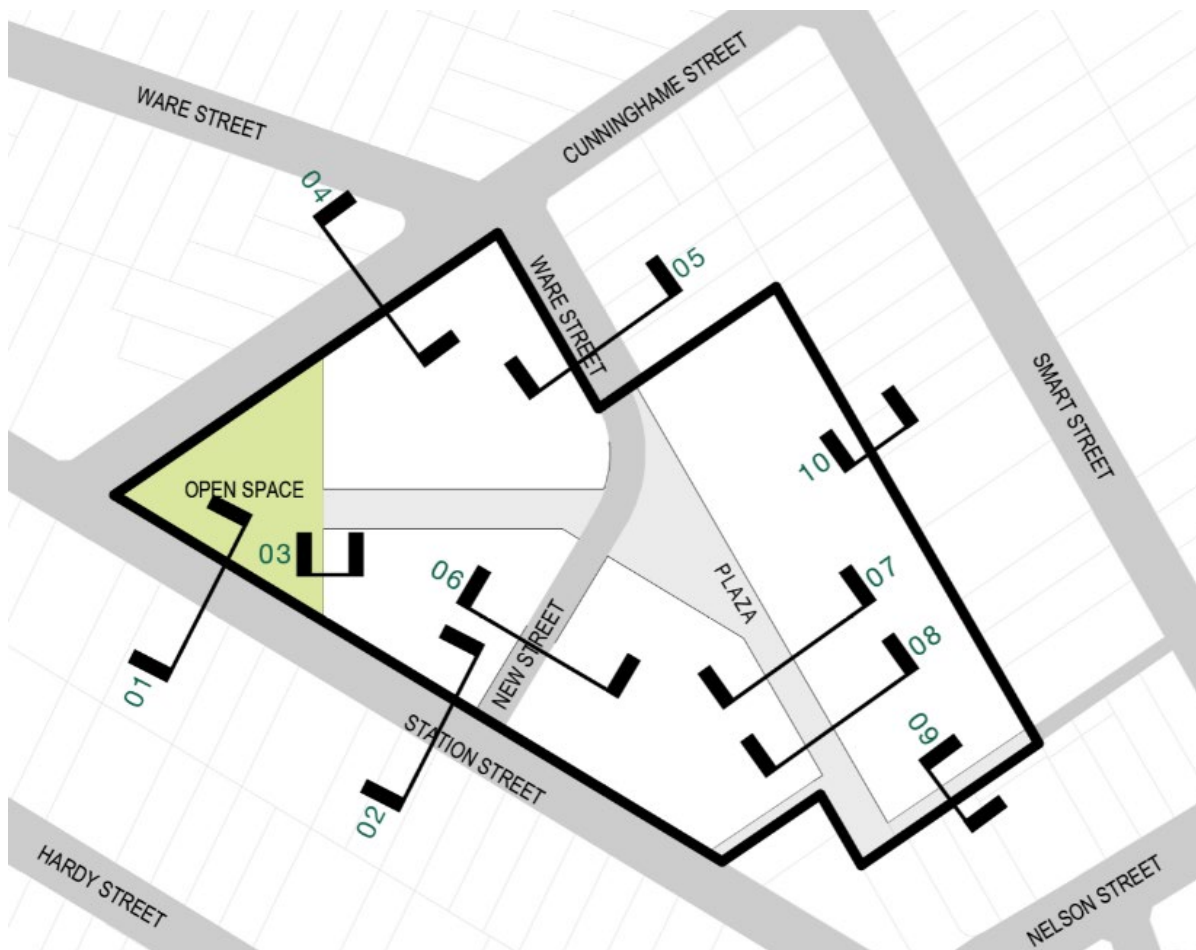 WARE STREET
CUNNINGHAME STREET
04
05
WARE STREET
SMART STREET
10
OPEN SPACE
03
06
PLAZA
07
NEW STREET
08
01
STATION STREET
09
02
HARDY STREET
NELSON STREET